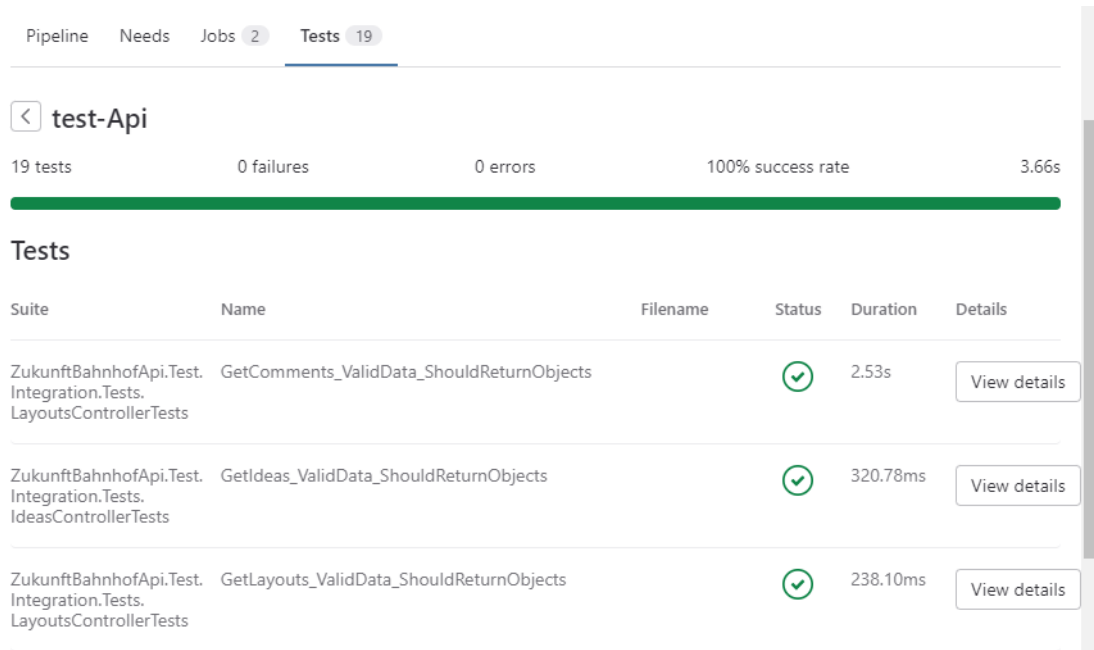 Pipeline Needs Jobs 2 Tests 19
test-Api
19 tests 0 failures 0 errors 100% success rate 3.66s
Tests
Suite Name Filename Status Duration Details
ZukunftBahnhofApi.Test. GetComments_ValidData_ShouldReturnObjects 2.53s View details
Integration.Tests.
LayoutsControllerTests
ZukunftBahnhofApi.Test. GetIdeas_ValidData_ShouldReturnObjects 320.78ms View details
Integration.Tests.
IdeasControllerTests
ZukunftBahnhofApi.Test. GetLayouts_ValidData_ShouldReturnObjects 238.10ms View details
Integration.Tests.
LayoutsControllerTests